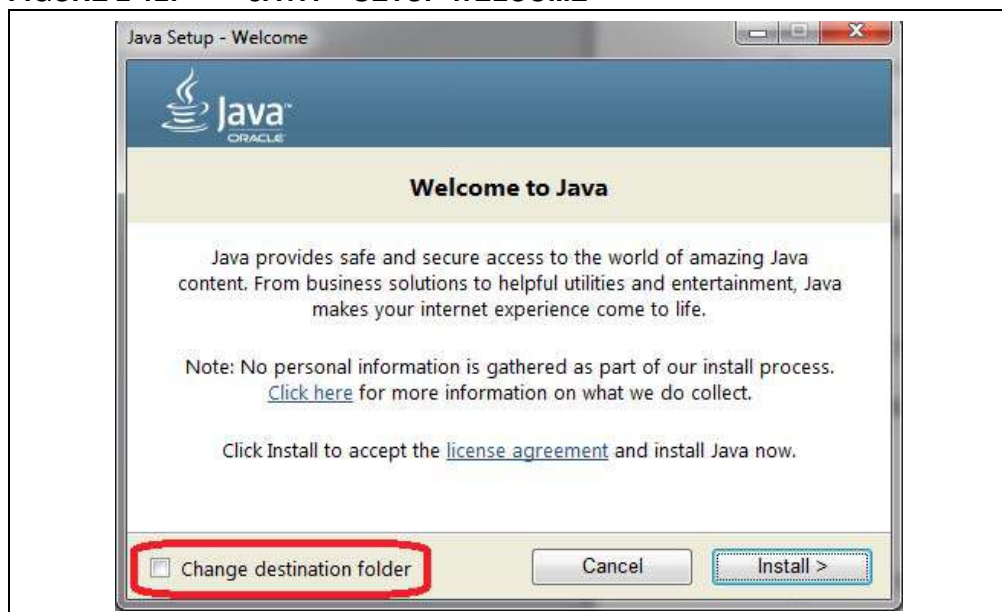 Java Setup - Welcome
Java™
ORACLE
Welcome to Java
Java provides safe and secure access to the world of amazing Java
content. From business solutions to helpful utilities and entertainment, Java
makes your internet experience come to life.
Note: No personal information is gathered as part of our install process.
Click here for more information on what we do collect.
Click Install to accept the license agreement and install Java now.
Change destination folder
Cancel
Install >